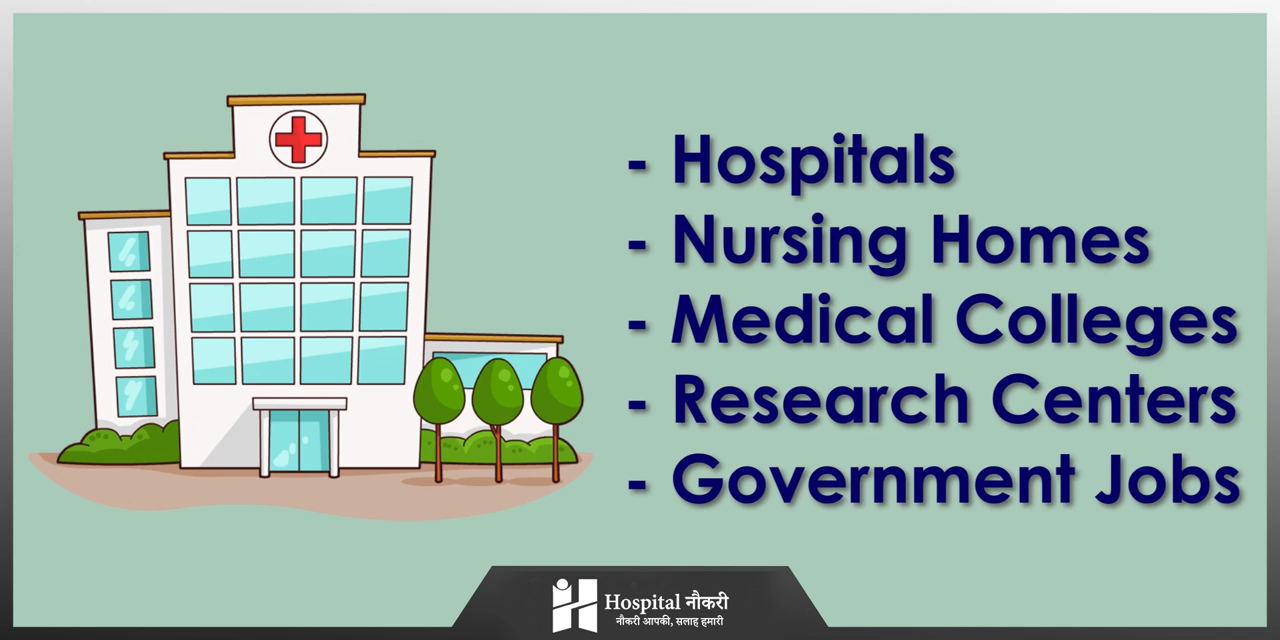 - Hospitals
- Nursing Homes
- Medical Colleges
- Research Centers
- Government Jobs
Hospital नौकरी
नौकरी आपकी, सलाह हमारी